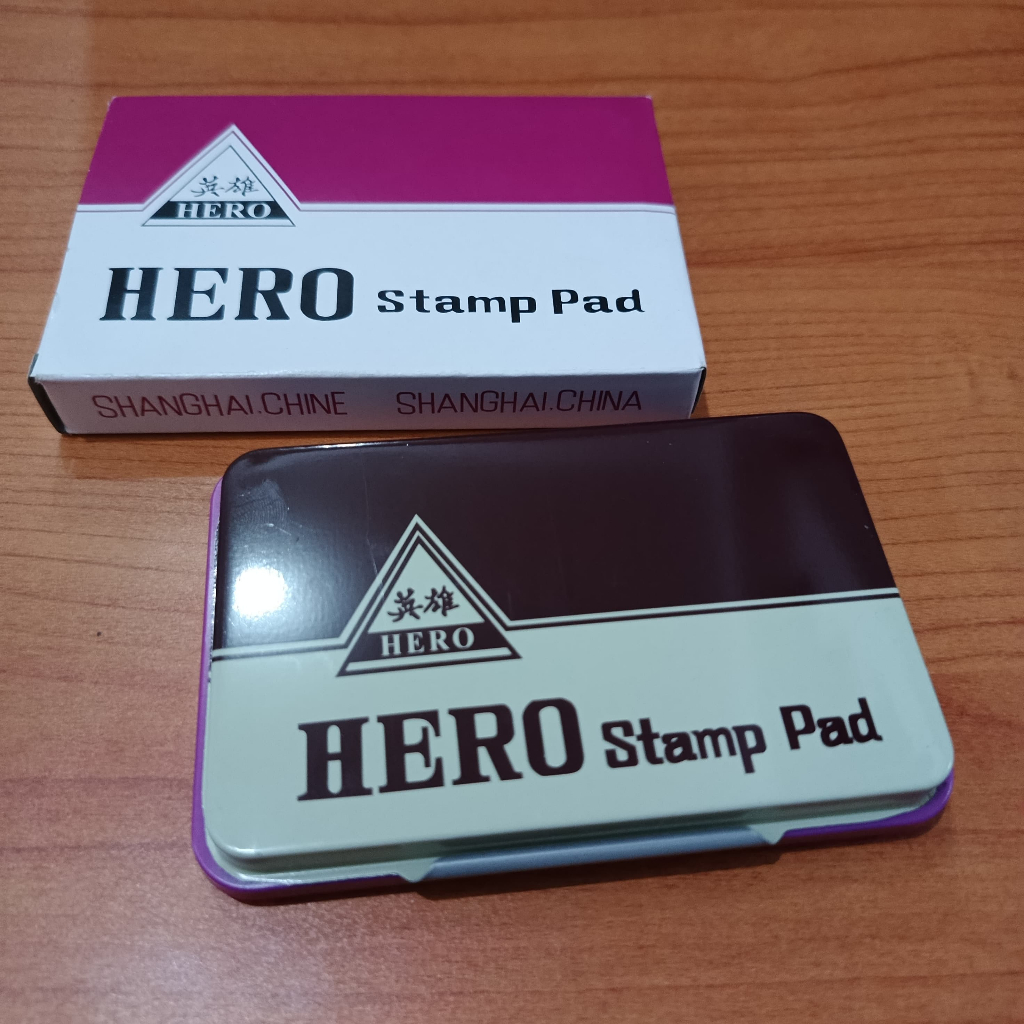 英雄
HERO
HERO Stamp Pad
SHANGHAI.CHINE SHANGHAI.CHINA
英雄
HERO
HERO Stamp Pad